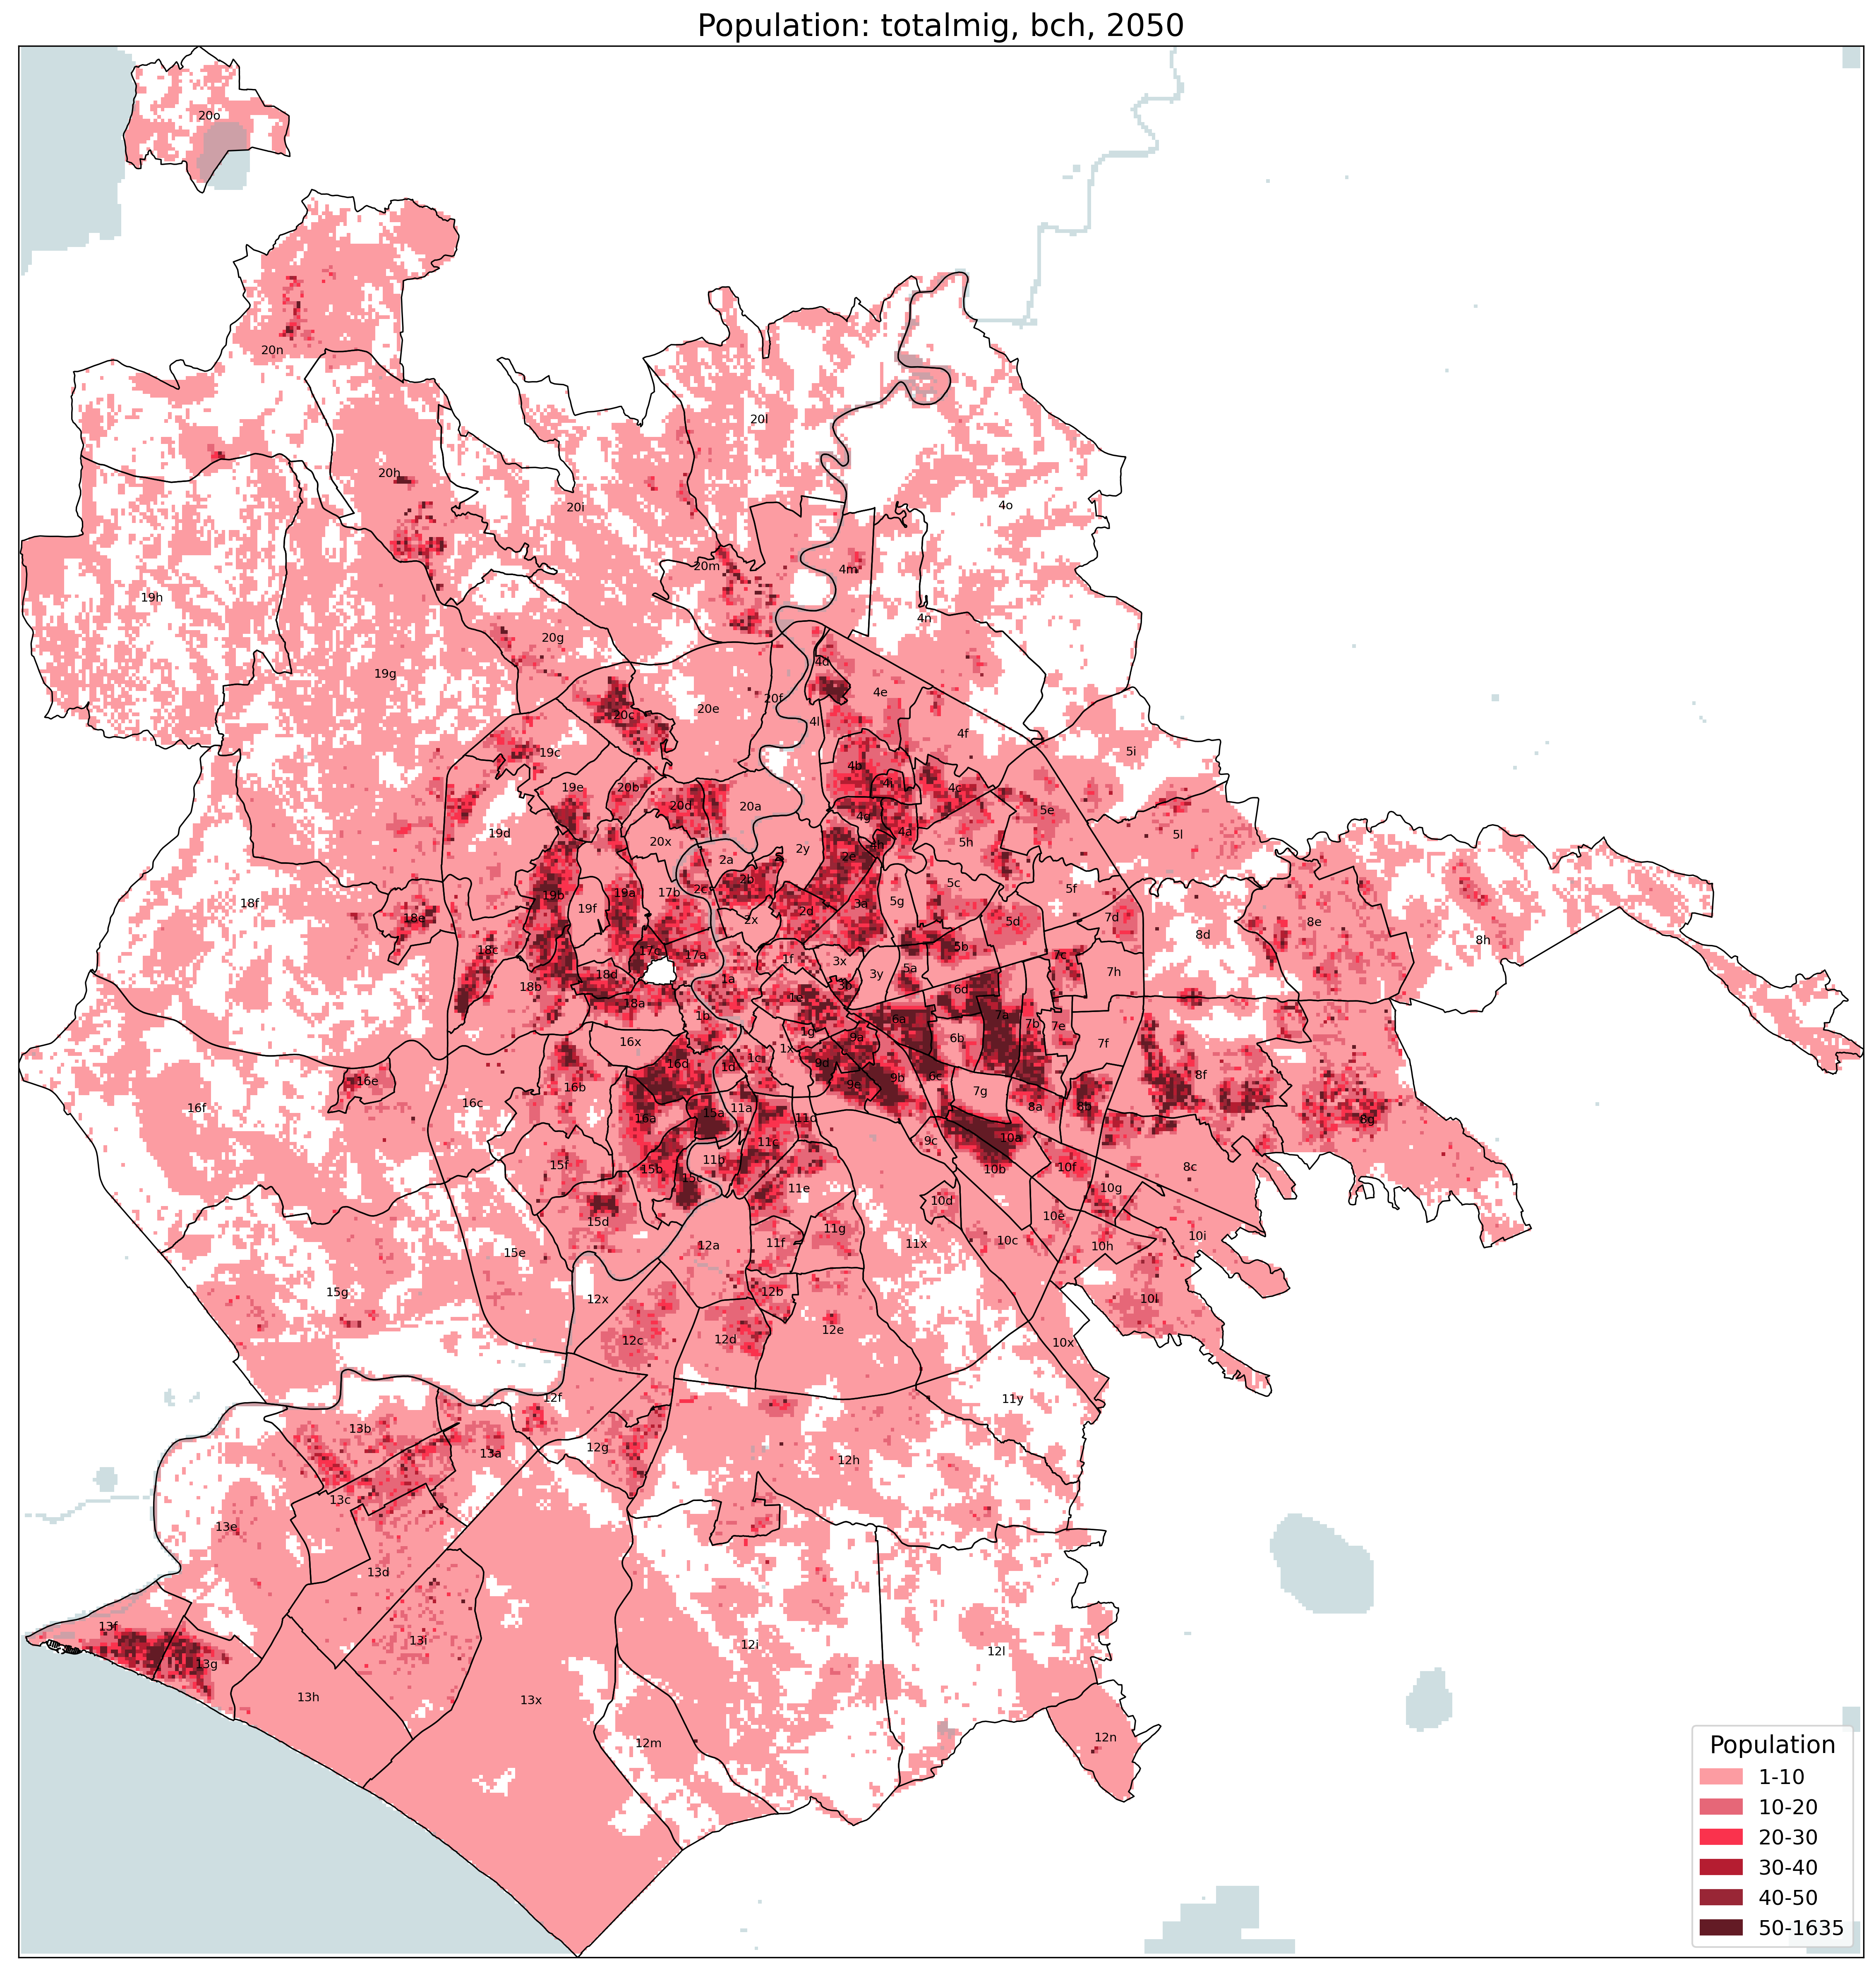 Population: totalmig, bch, 2050
20o
20n
20l
20h
20i
4o
20m
4m
19h
4n
20g
4d
19g
4e
20f
20e
20c
4l
4f
19c
5i
4b
4i
19e
20b
4c
20d
20a
5e
4g
19d
4a
5l
20x
4h
5h
2y
2a
2e
2b
5c
17b
2c
5f
19b
19a
5g
18f
3a
19f
2d
7d
18e
2x
5d
8e
8d
8h
5b
18c
17c
17a
7c
1f
3x
5a
7h
18d
3y
1a
18b
3b
6d
1e
18a
7a
1b
6a
7b
7e
1g
9a
6b
16x
7f
1x
1c
16d
9d
1d
8f
6c
9b
16e
9e
16b
7g
16c
16f
11a
8a
8b
15a
16a
11d
8g
10a
11c
9c
11b
15f
10f
8c
15b
10b
15c
11e
10g
10d
10e
15d
11g
10i
10c
11f
11x
12a
10h
15e
15g
12b
12x
10l
12e
12d
12c
10x
12f
11y
13b
12g
13a
12h
13c
13e
13d
13f
13i
12i
12l
13g
13h
13x
12n
12m
Population
1-10
10-20
20-30
30-40
40-50
50-1635